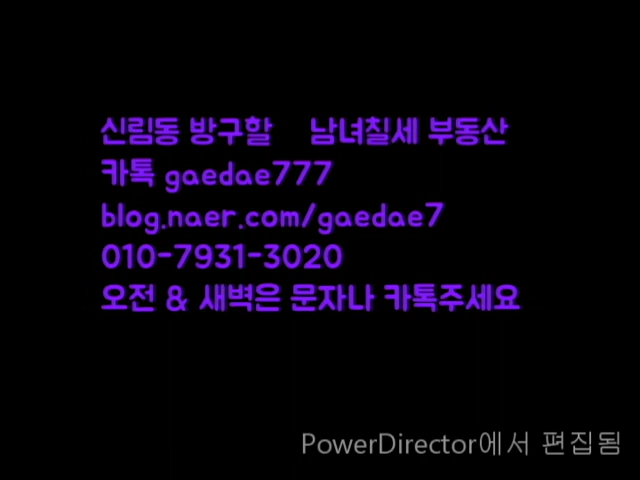 신림동 방구할 남녀칠세 부동산
카톡 gaedae777
blog.naer.com/gaedae7
010-7931-3020
오전 & 새벽은 문자나 카톡주세요
PowerDirector에서 편집됨